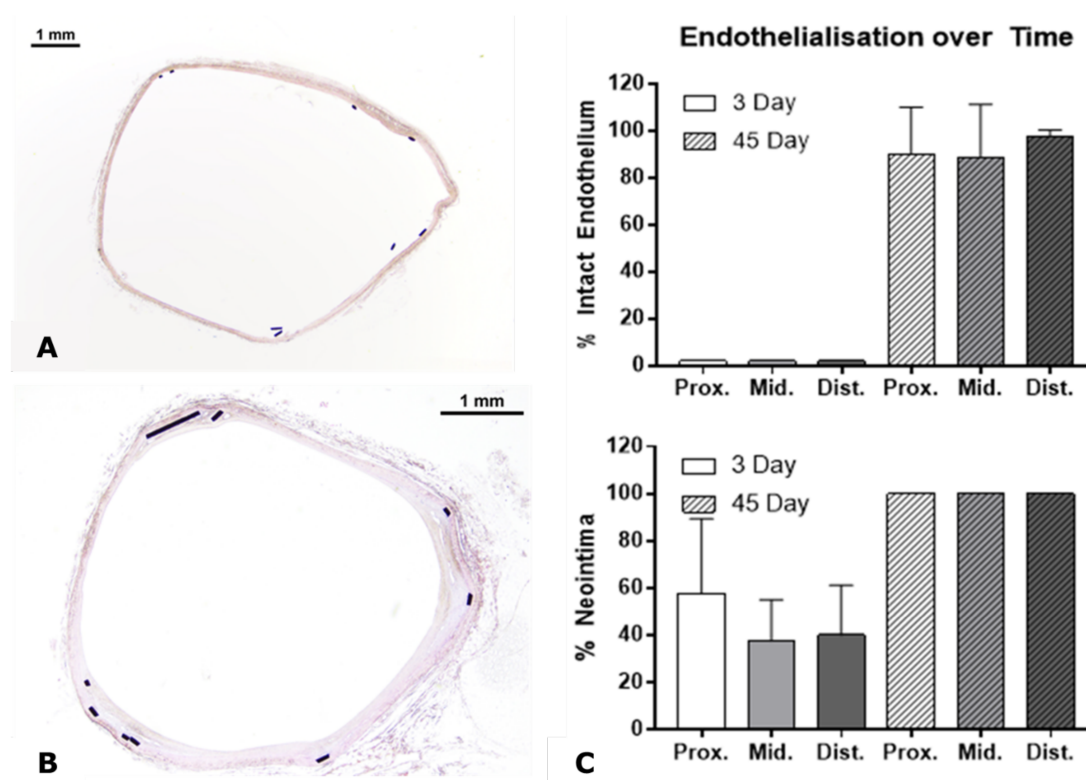 1 mm
A
1 mm
B
Endothelialisation over Time
% Intact Endothelium
120
100
80
60
40
20
0
3 Day
45 Day
Prox. Mid. Dist. Prox. Mid. Dist.
% Neointima
120
100
80
60
40
20
0
3 Day
45 Day
Prox. Mid. Dist. Prox. Mid. Dist.
C